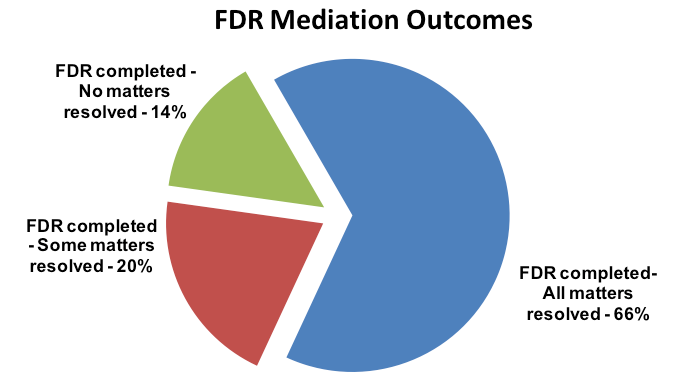 FDR Mediation Outcomes
FDR completed -
No matters
resolved - 14%
FDR completed
- Some matters
resolved - 20%
FDR completed-
All matters
resolved - 66%